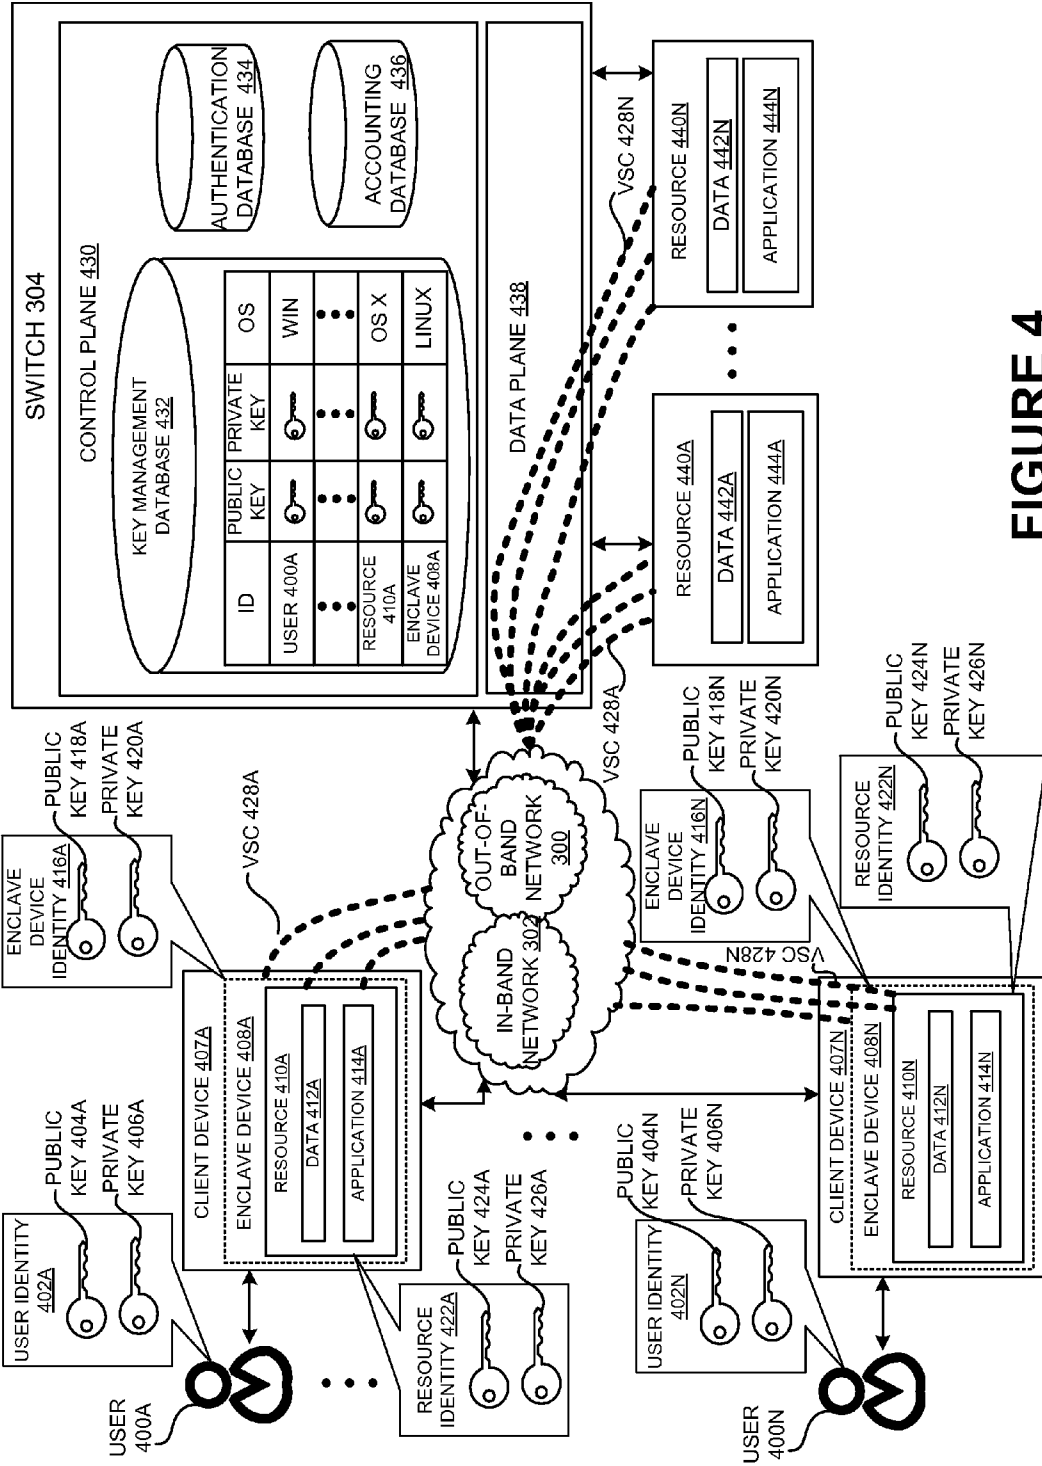 SWITCH 304
CONTROL PLANE 430
KEY MANAGEMENT
DATABASE 432
ID
PUBLIC
KEY
PRIVATE
KEY
OS
USER 400A
WIN
RESOURCE
410A
OS X
ENCLAVE
DEVICE 408A
LINUX
AUTHENTICATION
DATABASE 434
ACCOUNTING
DATABASE 436
DATA PLANE 438
ENCLAVE
DEVICE
IDENTITY 416A
PUBLIC
KEY 418A
PRIVATE
KEY 420A
VSC 428A
USER IDENTITY
402A
PUBLIC
KEY 404A
PRIVATE
KEY 406A
USER
400A
CLIENT DEVICE 407A
ENCLAVE DEVICE 408A
RESOURCE 410A
DATA 412A
APPLICATION 414A
RESOURCE
IDENTITY 422A
PUBLIC
KEY 424A
PRIVATE
KEY 426A
IN-BAND
NETWORK 302
OUT-OF-
BAND
NETWORK
300
VSC 428A
VSC 428N
RESOURCE 440A
DATA 442A
APPLICATION 444A
RESOURCE 440N
DATA 442N
APPLICATION 444N
ENCLAVE
DEVICE
IDENTITY 416N
PUBLIC
KEY 418N
PRIVATE
KEY 420N
VSC 428N
USER IDENTITY
402N
PUBLIC
KEY 404N
PRIVATE
KEY 406N
USER
400N
CLIENT DEVICE 407N
ENCLAVE DEVICE 408N
RESOURCE 410N
DATA 412N
APPLICATION 414N
RESOURCE
IDENTITY 422N
PUBLIC
KEY 424N
PRIVATE
KEY 426N
FIGURE 4